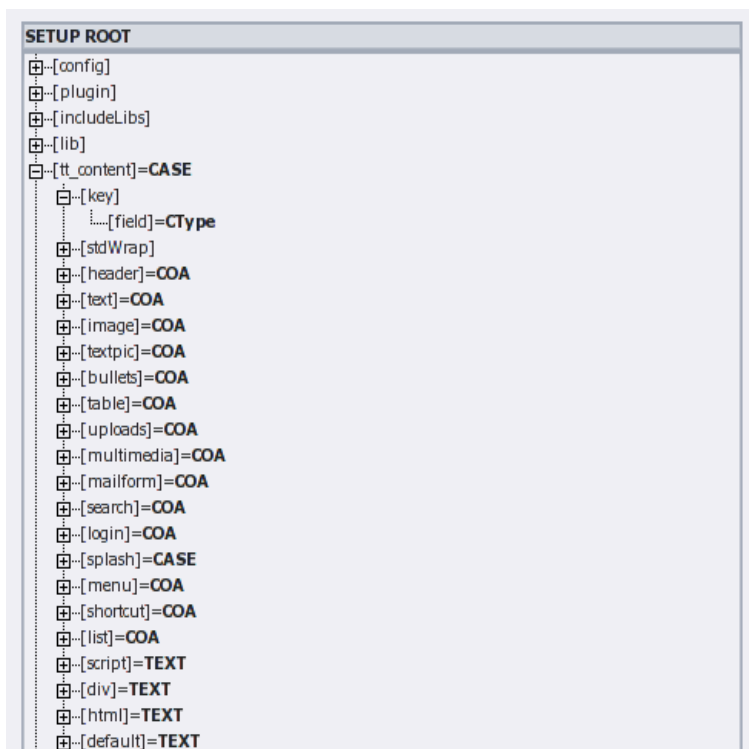 SETUP ROOT
[config]
[plugin]
[includeLibs]
[lib]
[tt_content]=CASE
[key]
[field]=CType
[stdWrap]
[header]=COA
[text]=COA
[image]=COA
[textpic]=COA
[bullets]=COA
[table]=COA
[uploads]=COA
[multimedia]=COA
[mailform]=COA
[search]=COA
[login]=COA
[splash]=CASE
[menu]=COA
[shortcut]=COA
[list]=COA
[script]=TEXT
[div]=TEXT
[html]=TEXT
[default]=TEXT